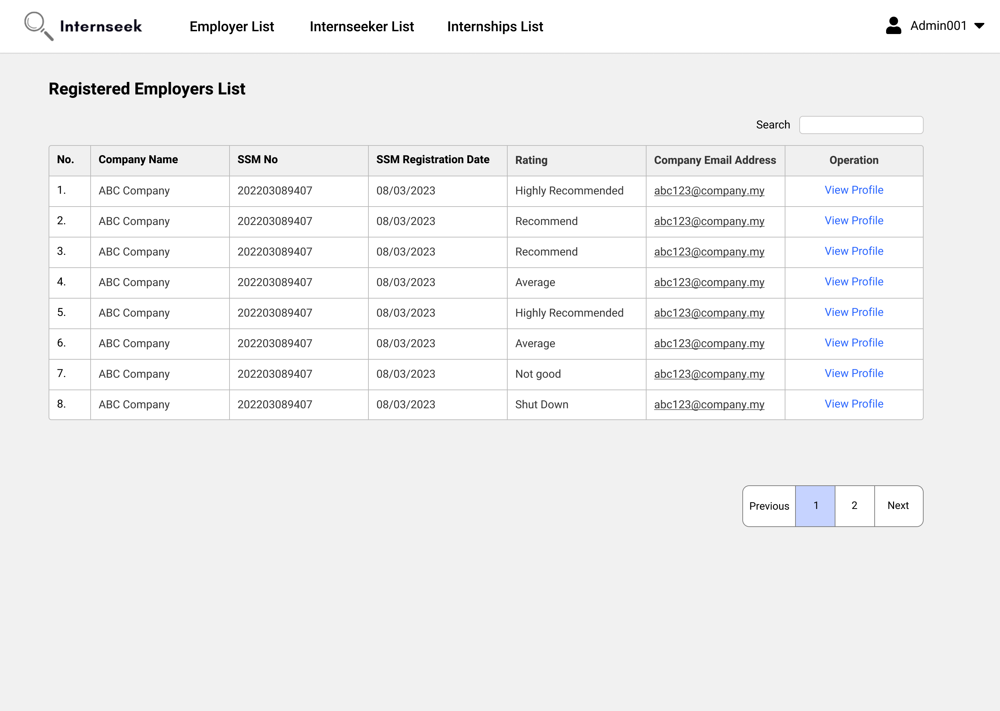 Internseek Employer List Internseeker List Internships List Admin001
Registered Employers List
Search
No. Company Name SSM No SSM Registration Date Rating Company Email Address Operation
1. ABC Company 202203089407 08/03/2023 Highly Recommended abc123@company.my View Profile
2. ABC Company 202203089407 08/03/2023 Recommend abc123@company.my View Profile
3. ABC Company 202203089407 08/03/2023 Recommend abc123@company.my View Profile
4. ABC Company 202203089407 08/03/2023 Average abc123@company.my View Profile
5. ABC Company 202203089407 08/03/2023 Highly Recommended abc123@company.my View Profile
6. ABC Company 202203089407 08/03/2023 Average abc123@company.my View Profile
7. ABC Company 202203089407 08/03/2023 Not good abc123@company.my View Profile
8. ABC Company 202203089407 08/03/2023 Shut Down abc123@company.my View Profile
Previous 1 2 Next